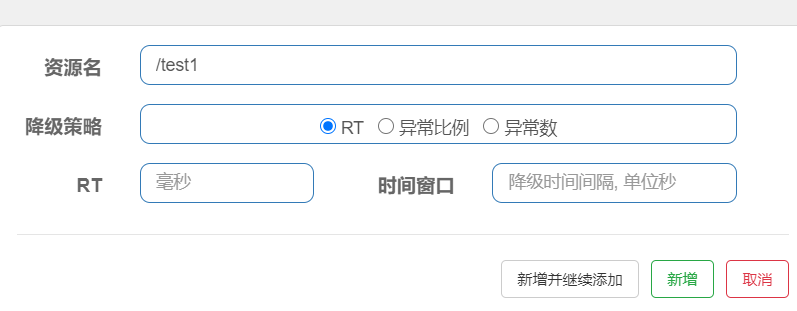 资源名 /test1
降级策略 RT 异常比例 异常数
RT 毫秒 时间窗口 降级时间间隔, 单位秒
新增并继续添加 新增 取消